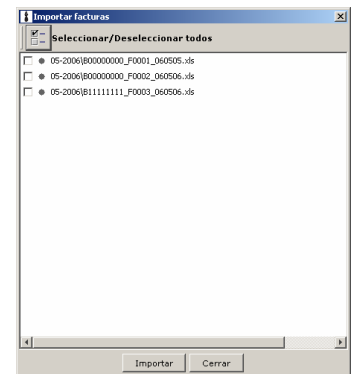 Importar facturas
Seleccionar/Deseleccionar todos
05-2006\B00000000_F0001_060505.xls
05-2006\B00000000_F0002_060506.xls
05-2006\B11111111_F0003_060506.xls
Importar Cerrar